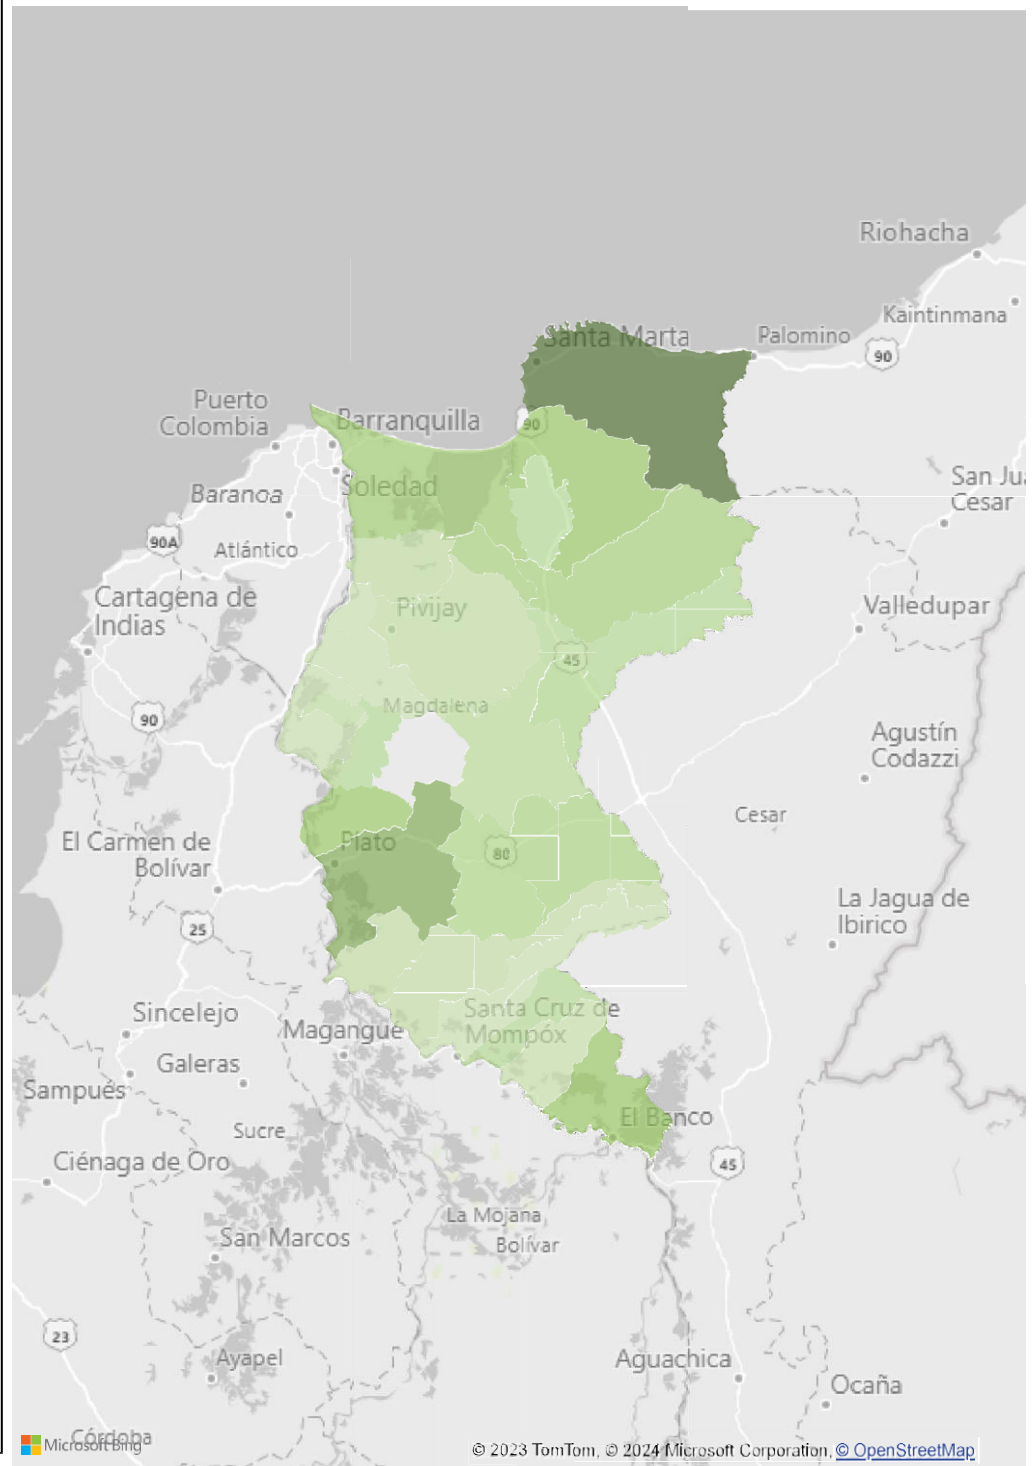 Riohacha
Kaintinmana
Santa Marta
Palomino
90
Puerto
Colombia
Barranquilla
90
Soledad
San Jua
Cesar
Baranoa
90A
Atlántico
Cartagena de
Indias
Pivijay
Valledupar
45
Magdalena
90
Agustín
Codazzi
Cesar
El Carmen de
Bolívar
Plato
80
La Jagua de
Ibirico
25
Sincelejo
Magangué
Santa Cruz de
Mompóx
Galeras
Sampués
El Banco
Sucre
Ciénaga de Oro
45
La Mojana
San Marcos
Bolívar
23
Ayapel
Aguachica
Ocaña
Córdoba
Microsoft Bing
© 2023 TomTom, © 2024 Microsoft Corporation, © OpenStreetMap